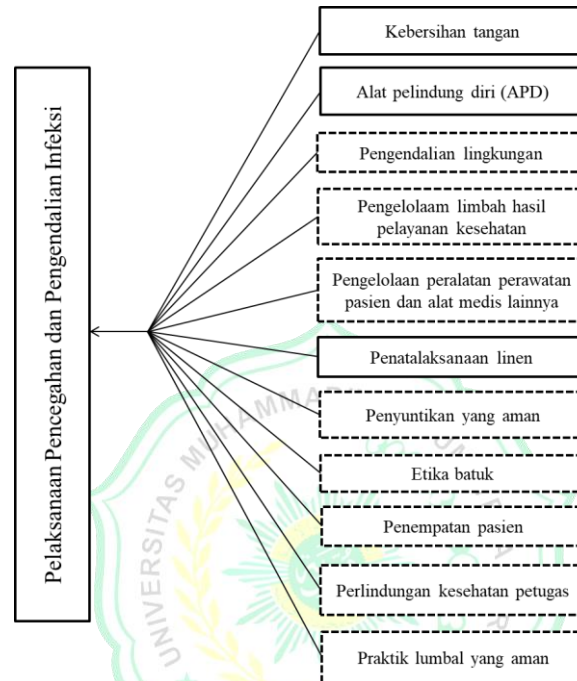 Pelaksanaan Pencegahan dan Pengendalian Infeksi
Kebersihan tangan
Alat pelindung diri (APD)
Pengendalian lingkungan
Pengelolaam limbah hasil
pelayanan kesehatan
Pengelolaan peralatan perawatan
pasien dan alat medis lainnya
Penatalaksanaan linen
Penyuntikan yang aman
Etika batuk
Penempatan pasien
Perlindungan kesehatan petugas
Praktik lumbal yang aman
UNIVERSITAS